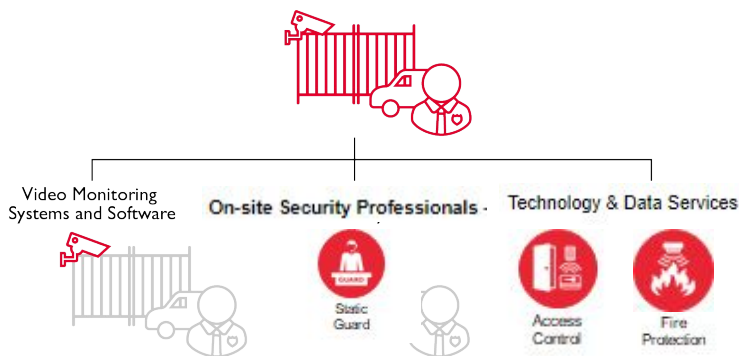 Video Monitoring
Systems and Software
On-site Security Professionals -
Technology & Data Services
GUARD
Static
Guard
Access
Control
Fire
Protection